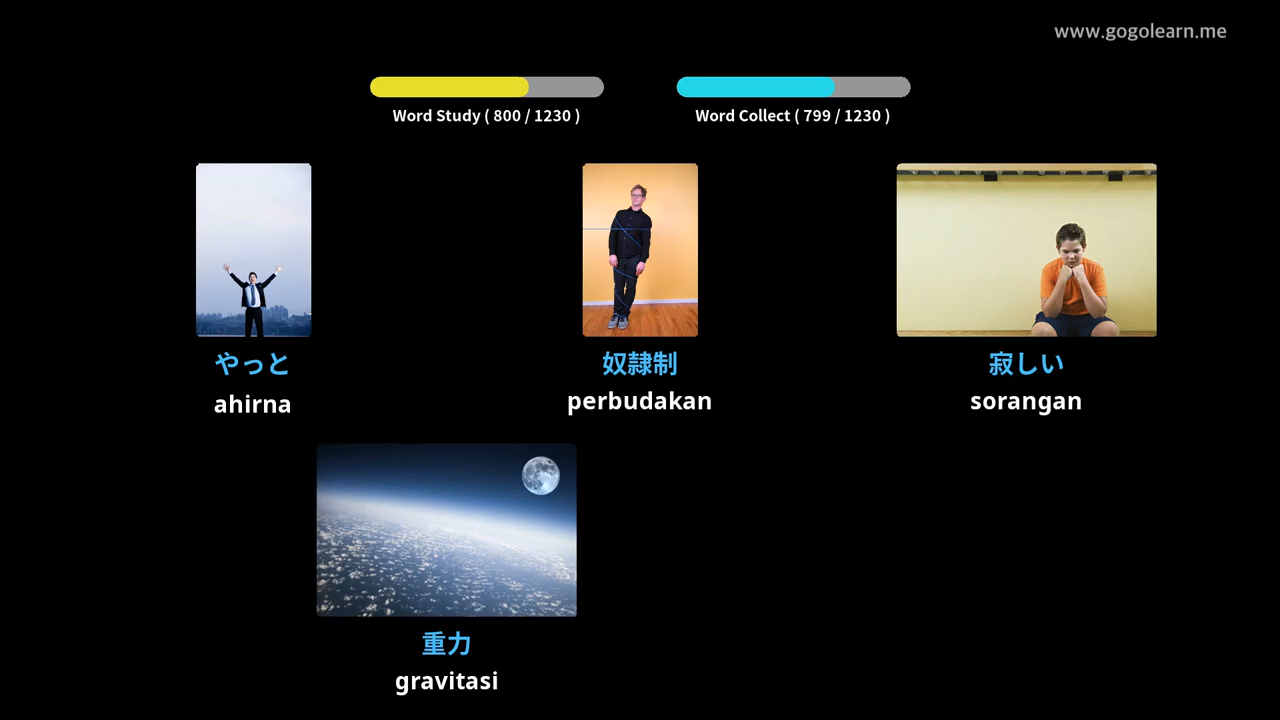 www.gogolearn.me
Word Study ( 800 / 1230 )
Word Collect ( 799 / 1230 )
やっと
ahirna
奴隷制
perbudakan
寂しい
sorangan
重力
gravitasi